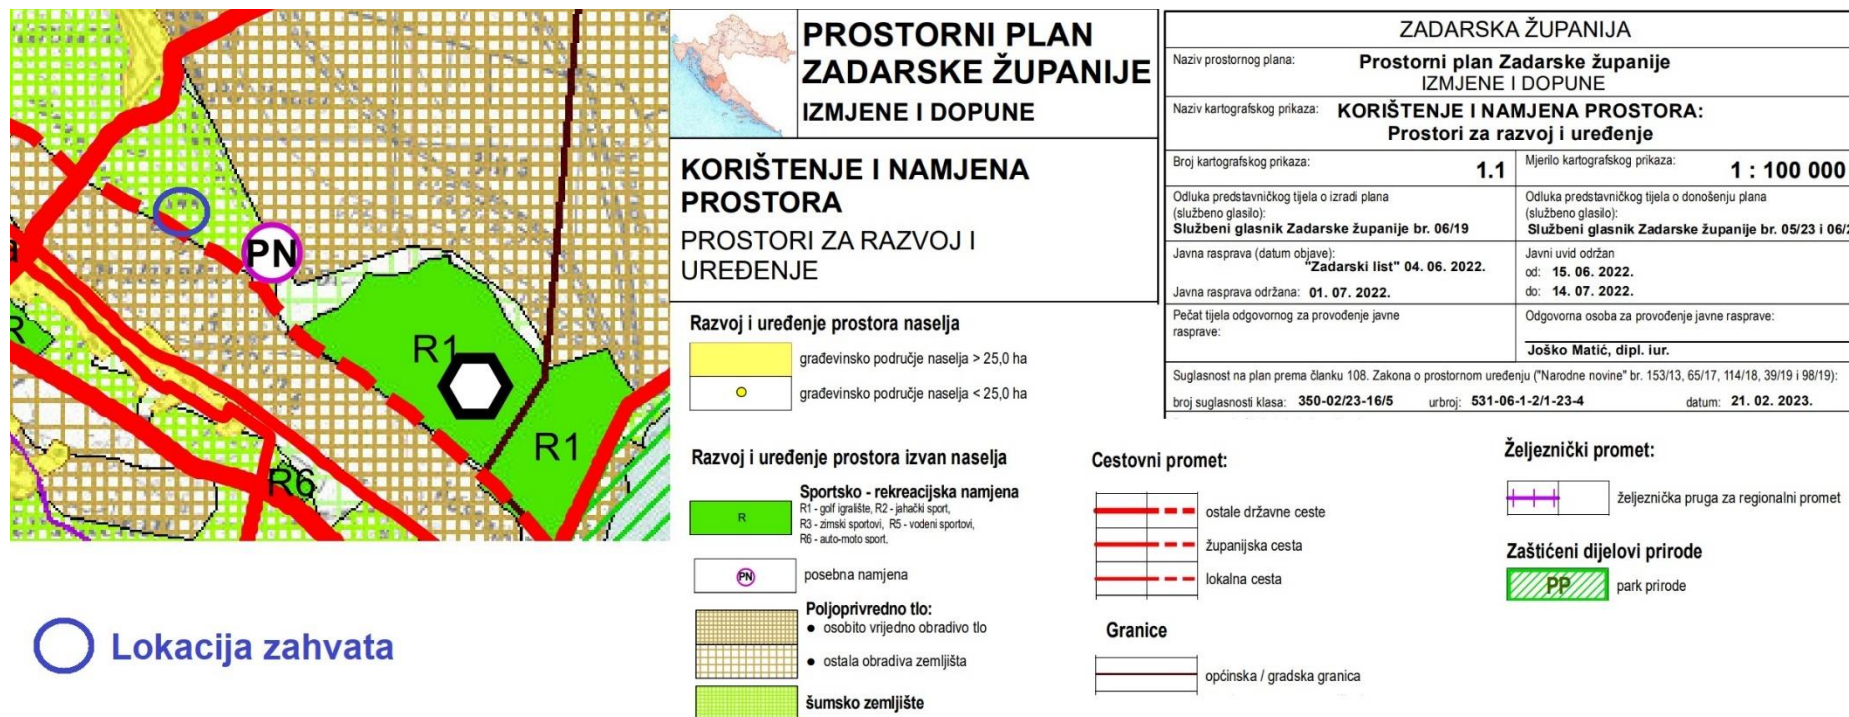 PN
R1
R1
R6
R
a
Lokacija zahvata
PROSTORNI PLAN
ZADARSKE ŽUPANIJE
IZMJENE I DOPUNE
KORIŠTENJE I NAMJENA
PROSTORA
PROSTORI ZA RAZVOJ I
UREĐENJE
Razvoj i uređenje prostora naselja
građevinsko područje naselja > 25,0 ha
građevinsko područje naselja < 25,0 ha
Razvoj i uređenje prostora izvan naselja
Sportsko - rekreacijska namjena
R1 - golf igralište, R2 - jahački sport,
R3 - zimski sportovi, R5 - vodeni sportovi,
R6 - auto-moto sport.
R
PN
posebna namjena
Poljoprivredno tlo:
• osobito vrijedno obradivo tlo
• ostala obradiva zemljišta
šumsko zemljište
ZADARSKA ŽUPANIJA
Naziv prostornog plana:
Prostorni plan Zadarske županije
IZMJENE I DOPUNE
Naziv kartografskog prikaza:
KORIŠTENJE I NAMJENA PROSTORA:
Prostori za razvoj i uređenje
Broj kartografskog prikaza:
1.1
Mjerilo kartografskog prikaza:
1 : 100 000
Odluka predstavničkog tijela o izradi plana
(službeno glasilo):
Službeni glasnik Zadarske županije br. 06/19
Odluka predstavničkog tijela o donošenju plana
(službeno glasilo):
Službeni glasnik Zadarske županije br. 05/23 i 06/2
Javna rasprava (datum objave):
"Zadarski list" 04. 06. 2022.
Javna rasprava održana: 01. 07. 2022.
Javni uvid održan
od: 15. 06. 2022.
do: 14. 07. 2022.
Pečat tijela odgovornog za provođenje javne
rasprave:
Odgovorna osoba za provođenje javne rasprave:
Joško Matić, dipl. iur.
Suglasnost na plan prema članku 108. Zakona o prostornom uređenju ("Narodne novine" br. 153/13, 65/17, 114/18, 39/19 i 98/19):
broj suglasnosti klasa: 350-02/23-16/5 urbroj: 531-06-1-2/1-23-4 datum: 21. 02. 2023.
Cestovni promet:
ostale državne ceste
županijska cesta
lokalna cesta
Granice
općinska / gradska granica
Željeznički promet:
željeznička pruga za regionalni promet
Zaštićeni dijelovi prirode
PP
park prirode